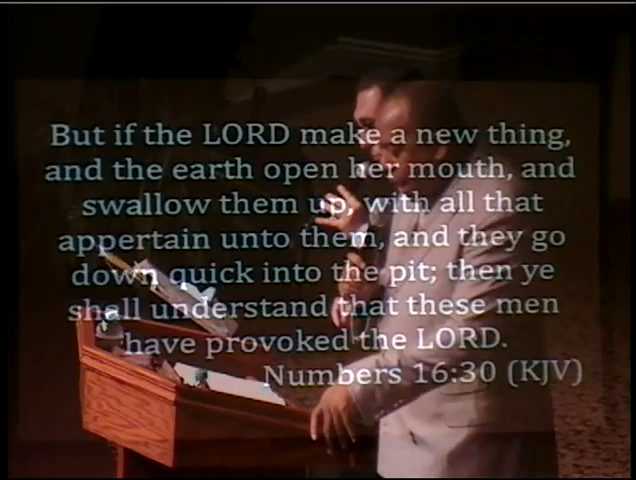 But if the LORD make a new thing,
and the earth open her mouth, and
swallow them up, with all that
appertain unto them, and they go
down quick into the pit; then ye
shall understand that these men
have provoked the LORD.
Numbers 16:30 (KJV)